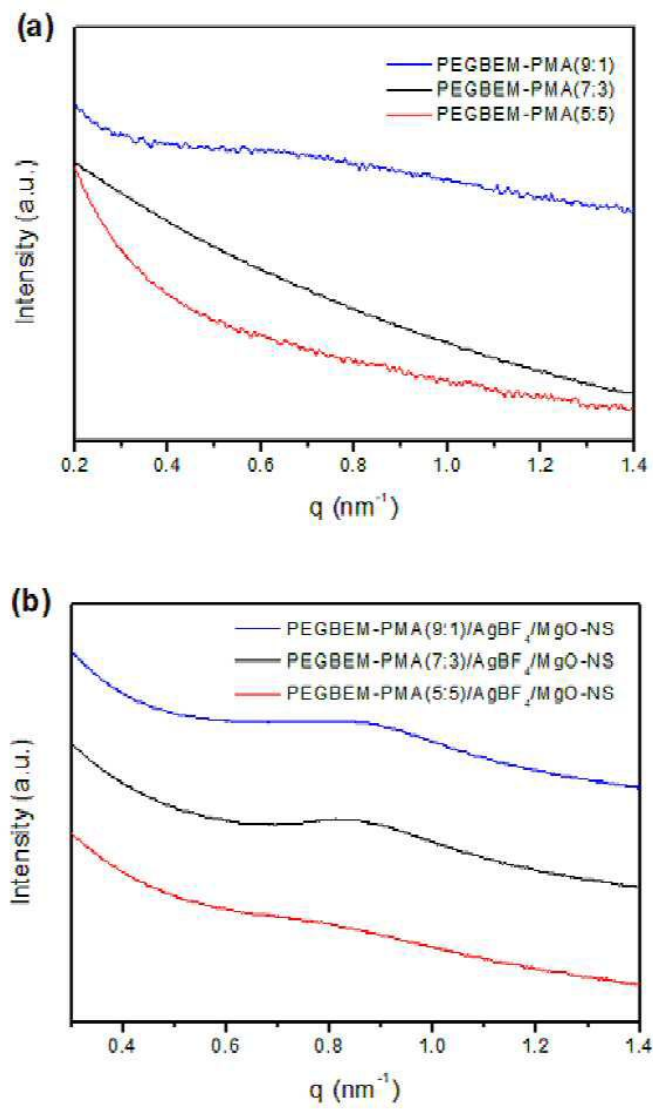 (a)
PEGBEM-PMA(9:1)
PEGBEM-PMA(7:3)
PEGBEM-PMA(5:5)
Intensity (a.u.)
0.2 0.4 0.6 0.8 1.0 1.2 1.4
q (nm⁻¹)
(b)
PEGBEM-PMA(9:1)/AgBF₄/MgO-NS
PEGBEM-PMA(7:3)/AgBF₄/MgO-NS
PEGBEM-PMA(5:5)/AgBF₄/MgO-NS
Intensity (a.u.)
0.4 0.6 0.8 1.0 1.2 1.4
q (nm⁻¹)